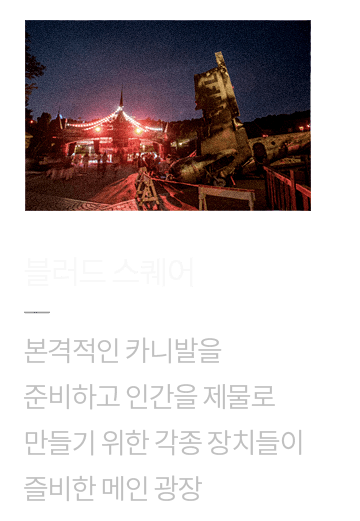 블러드 스퀘어
본격적인 카니발을
준비하고 인간을 제물로
만들기 위한 각종 장치들이
즐비한 메인 광장